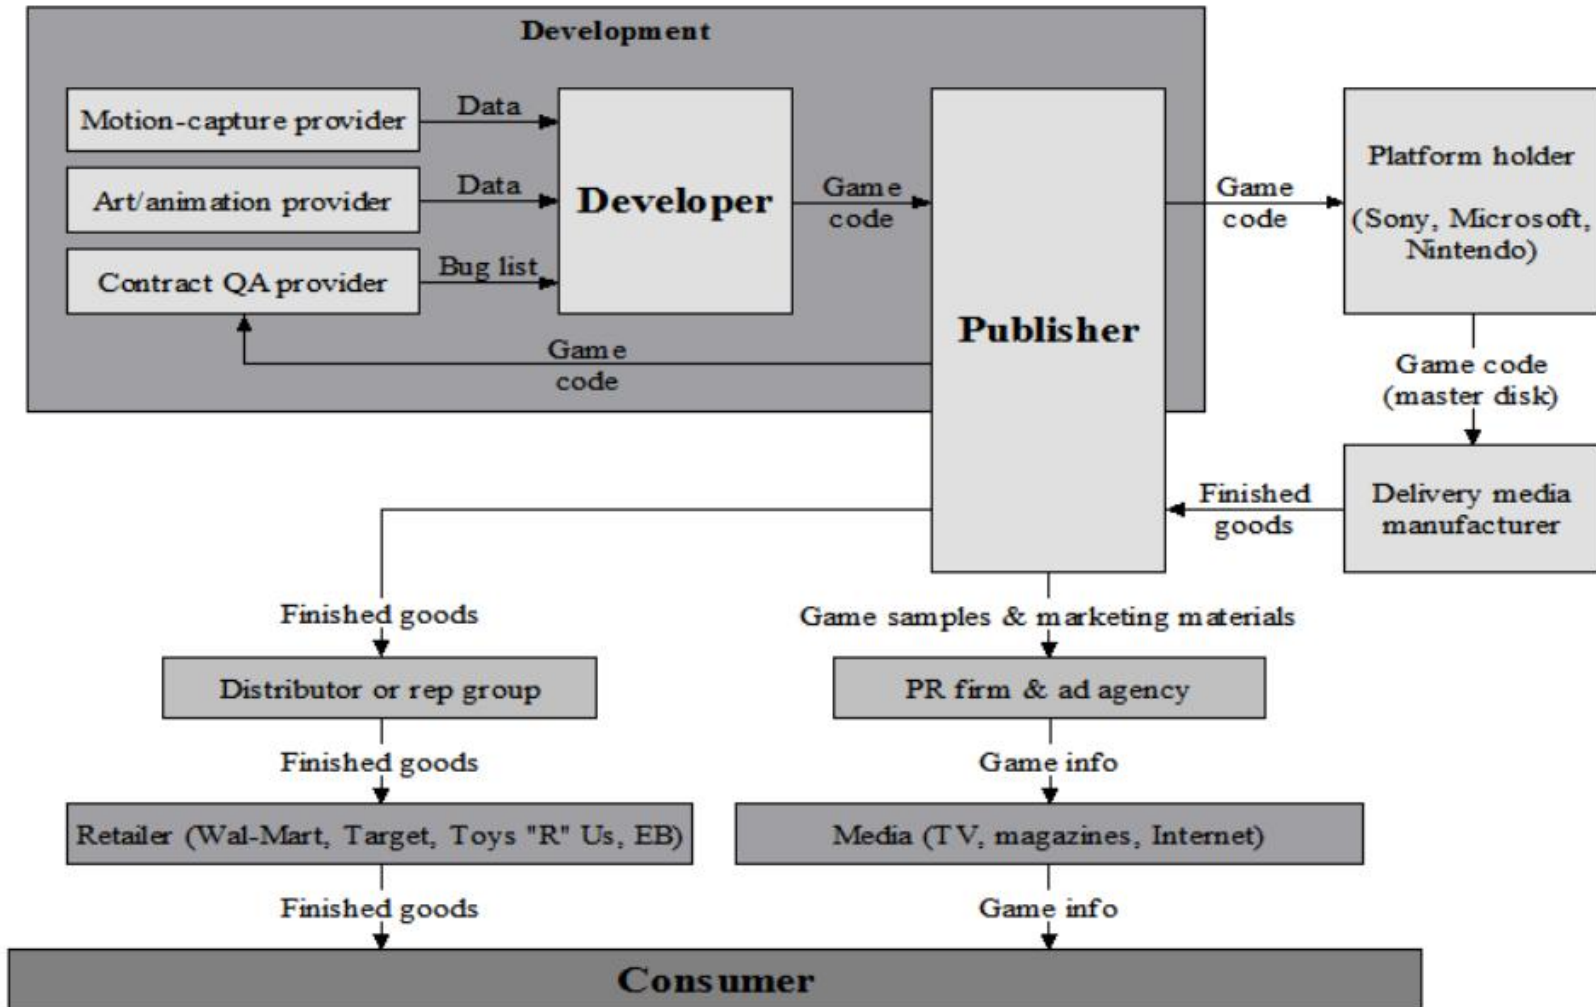 Development
Motion-capture provider
Data
Art/animation provider
Data
Contract QA provider
Bug list
Developer
Game
code
Game
code
Publisher
Game
code
Platform holder
(Sony, Microsoft,
Nintendo)
Game code
(master disk)
Delivery media
manufacturer
Finished
goods
Finished goods
Game samples & marketing materials
Distributor or rep group
PR firm & ad agency
Finished goods
Game info
Retailer (Wal-Mart, Target, Toys "R" Us, EB)
Media (TV, magazines, Internet)
Finished goods
Game info
Consumer